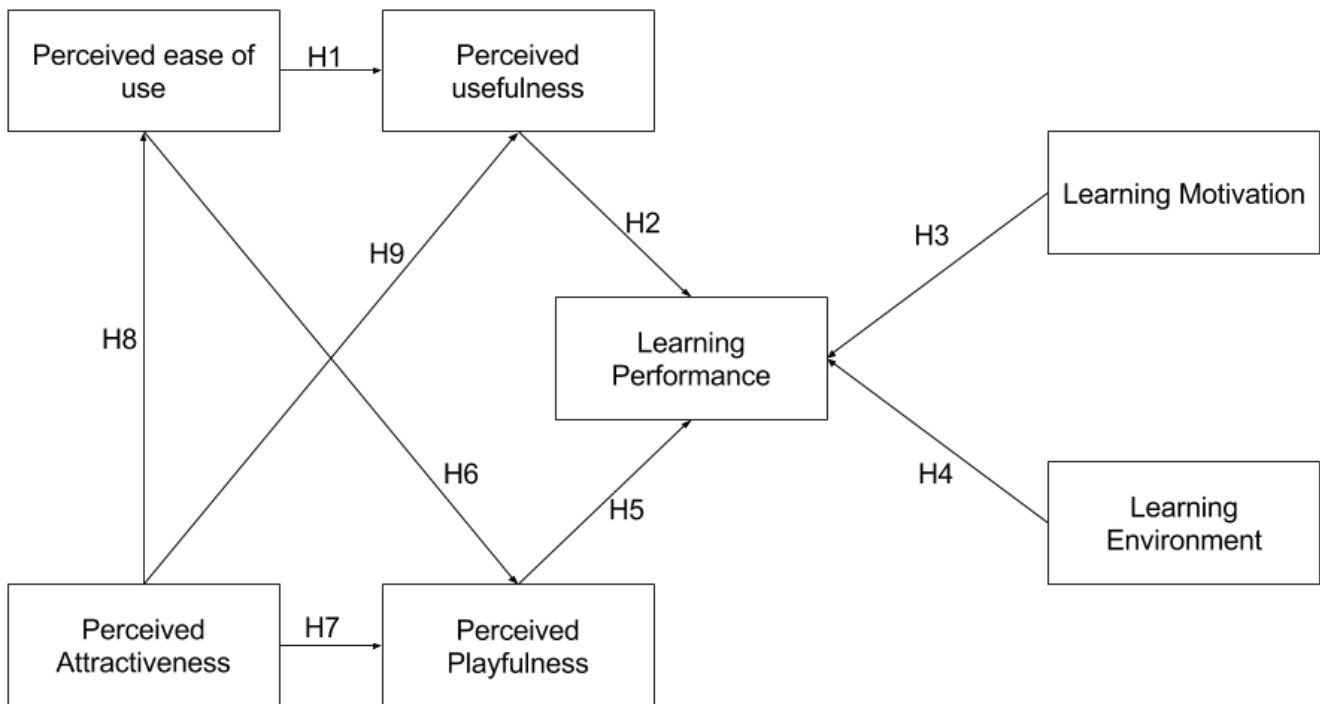 Perceived ease of
use
H1
Perceived
usefulness
Learning Motivation
H2
H3
H9
H8
Learning
Performance
H6
H5
H4
Learning
Environment
Perceived
Attractiveness
H7
Perceived
Playfulness